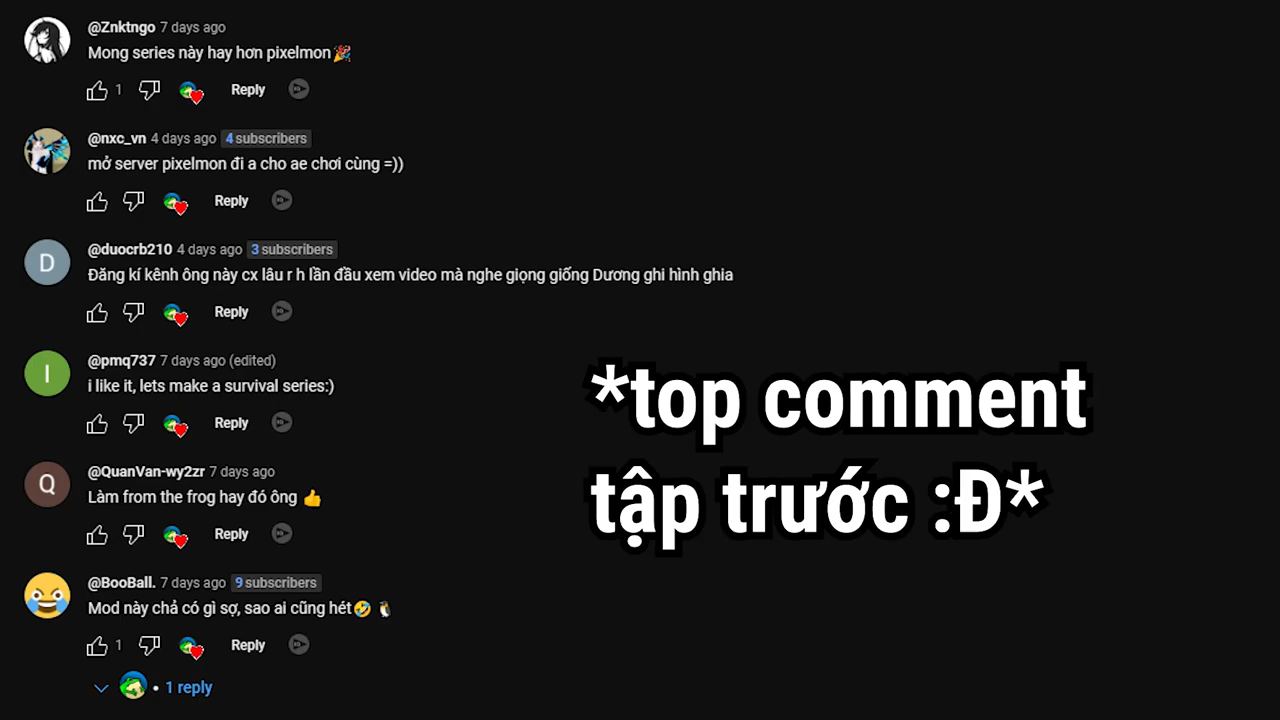 @Znktngo 7 days ago
Mong series này hay hơn pixelmon🎉
1 Reply
@nxc_vn 4 days ago 4 subscribers
mở server pixelmon đi a cho ae chơi cùng =))
Reply
D
@duocrb210 4 days ago 3 subscribers
Đăng kí kênh ông này cx lâu r h lần đầu xem video mà nghe giọng giống Dương ghi hình ghia
Reply
I
@pmq737 7 days ago (edited)
i like it, lets make a survival series:)
Reply
*top comment
tập trước :Đ*
Q
@QuanVan-wy2zr 7 days ago
Làm from the frog hay đó ông 👍
Reply
@BooBall. 7 days ago 9 subscribers
Mod này chả có gì sợ, sao ai cũng hét🤣 🐧
1 Reply
• 1 reply